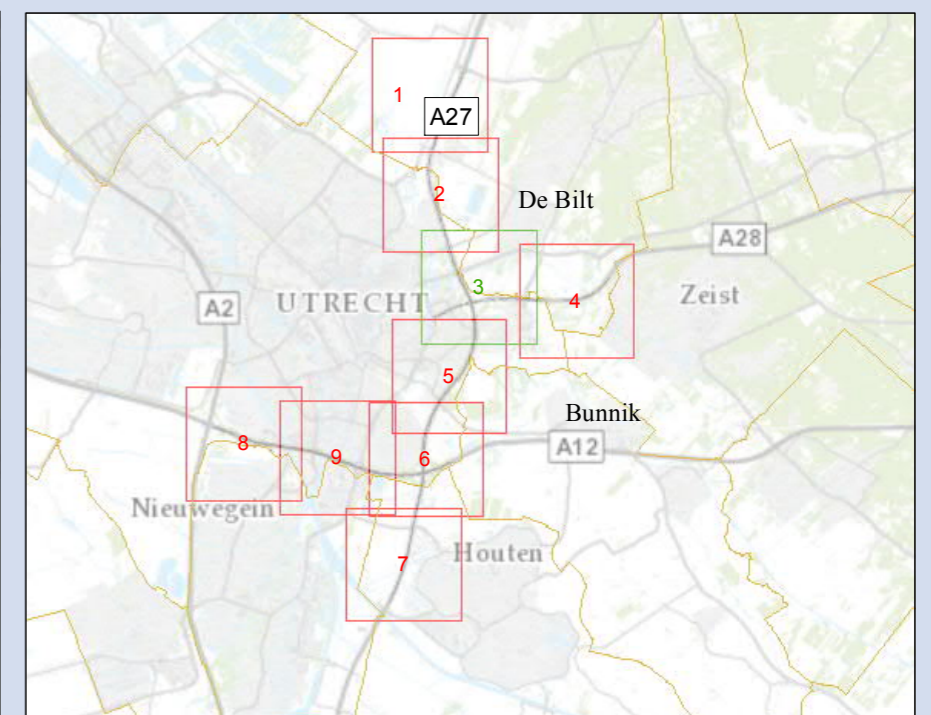 1
A27
2
De Bilt
A28
3
4
Zeist
A2
UTRECHT
5
Bunnik
8
9
6
A12
Nieuwegein
Houten
7